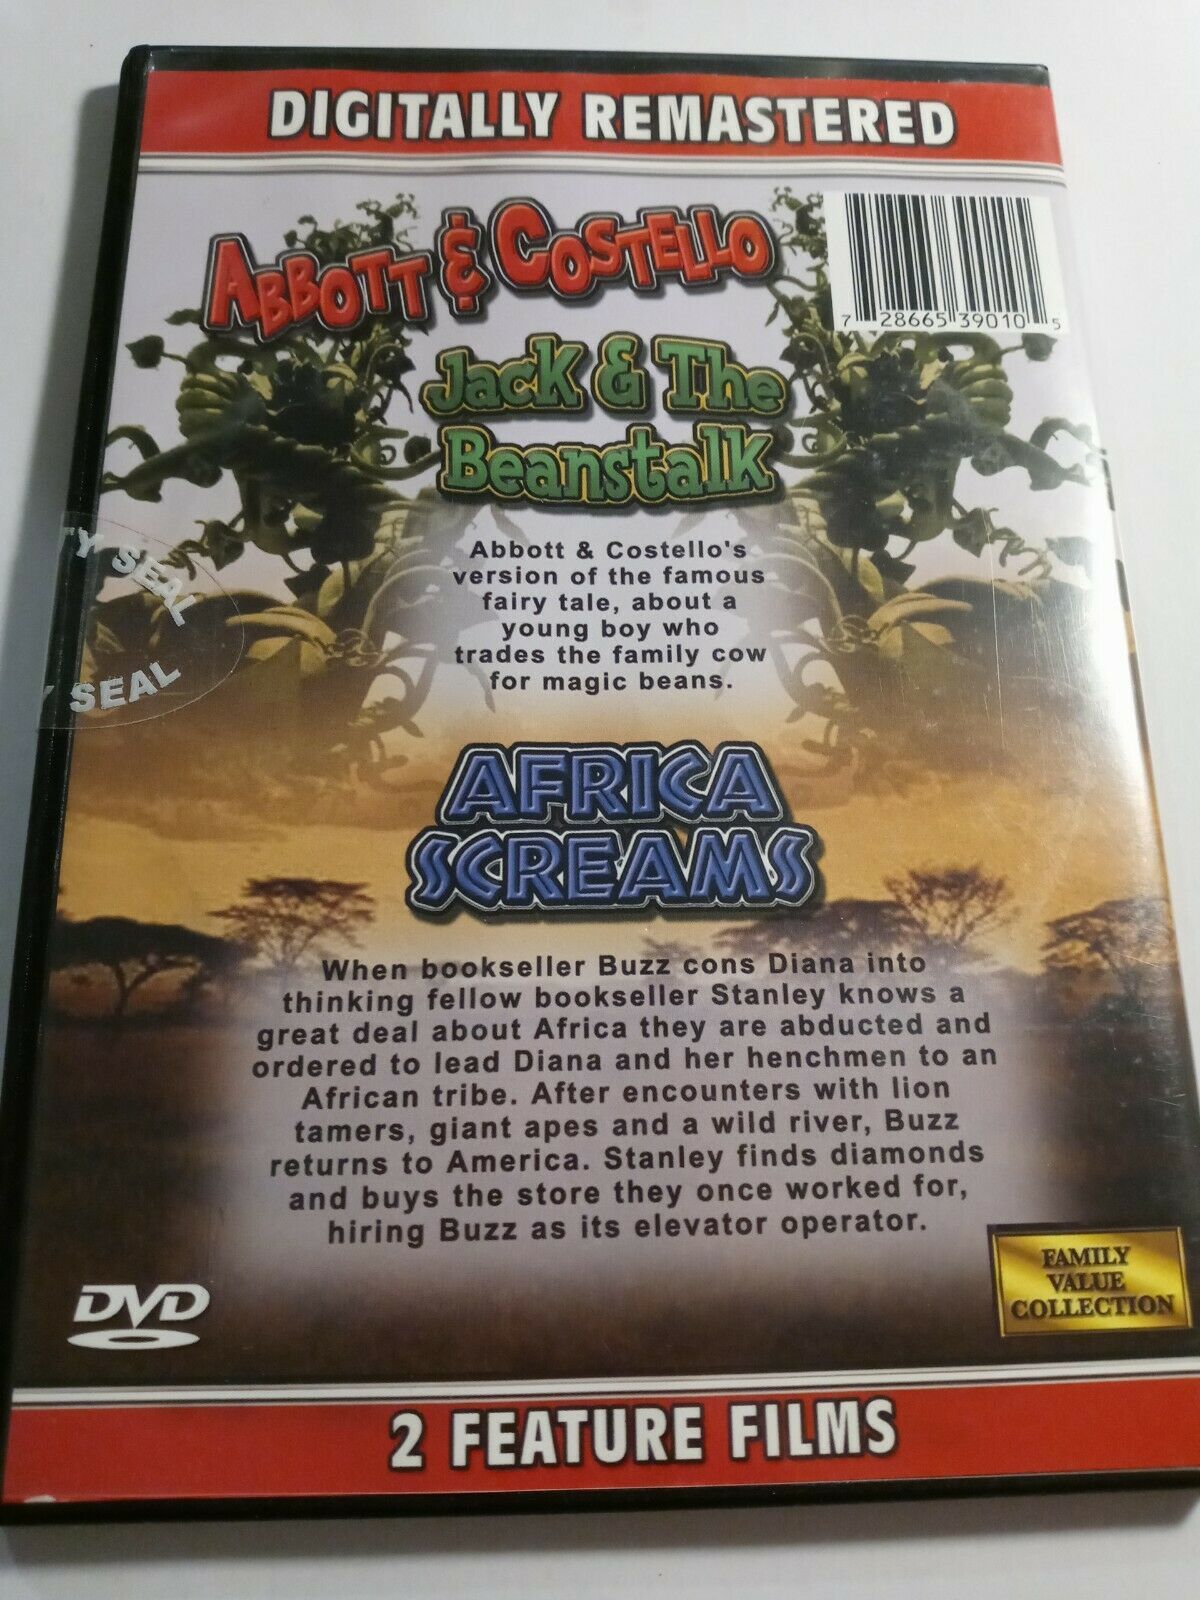 DIGITALLY REMASTERED
ABBOTT & COSTELLO
7 28665 39010 5
Jack & The
Beanstalk
Abbott & Costello's
version of the famous
fairy tale, about a
young boy who
trades the family cow
for magic beans.
SEAL
SEAL
AFRICA
SCREAMS
When bookseller Buzz cons Diana into
thinking fellow bookseller Stanley knows a
great deal about Africa they are abducted and
ordered to lead Diana and her henchmen to an
African tribe. After encounters with lion
tamers, giant apes and a wild river, Buzz
returns to America. Stanley finds diamonds
and buys the store they once worked for,
hiring Buzz as its elevator operator.
DVD
FAMILY
VALUE
COLLECTION
2 FEATURE FILMS